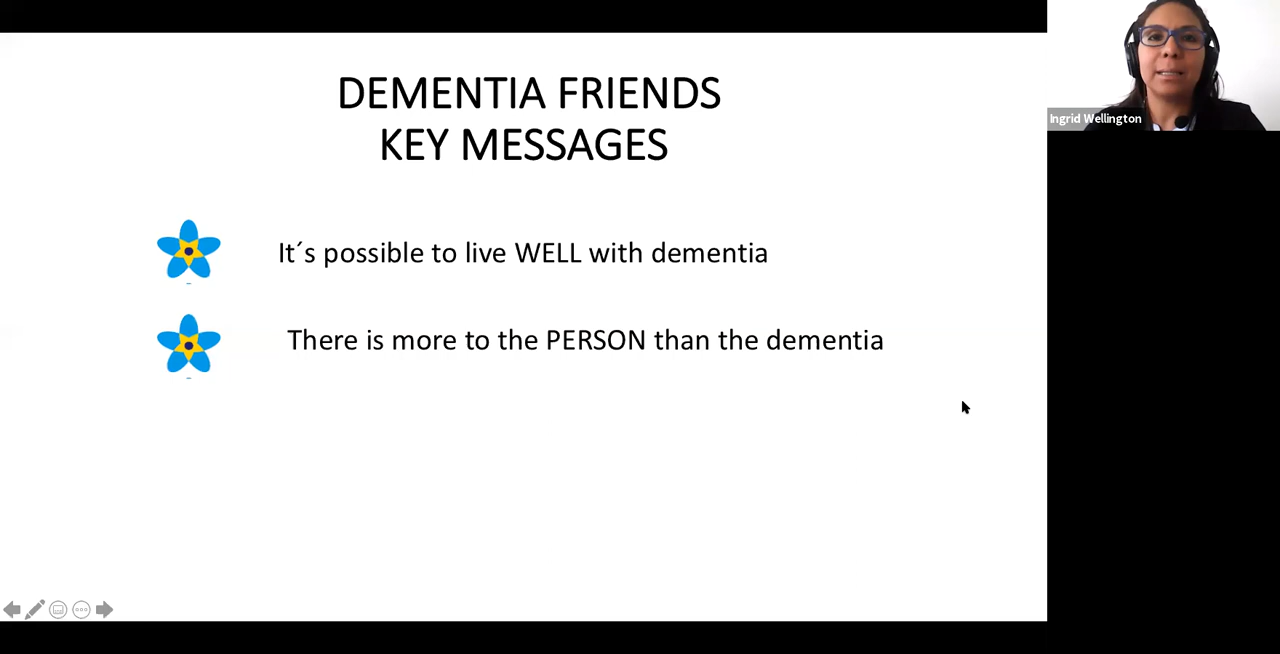 DEMENTIA FRIENDS
KEY MESSAGES
It´s possible to live WELL with dementia
There is more to the PERSON than the dementia
Ingrid Wellington